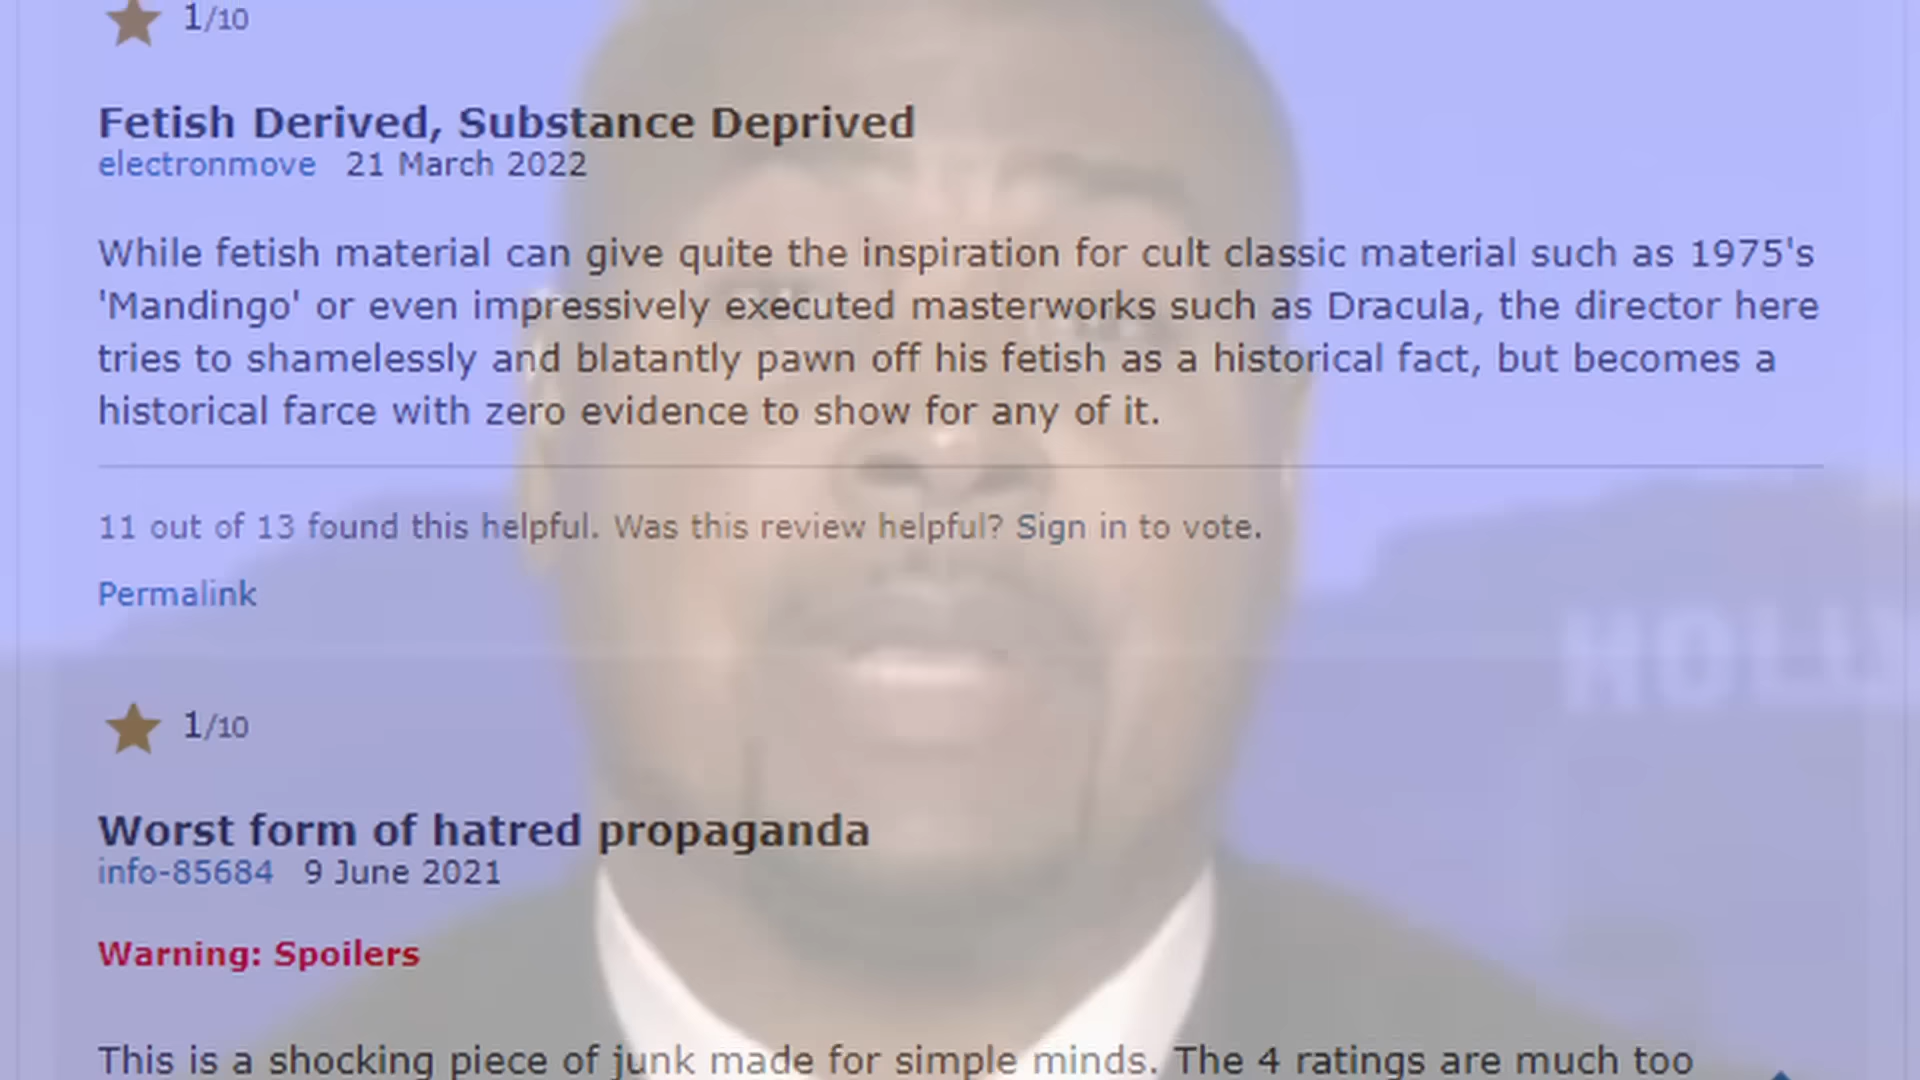 1/10
Fetish Derived, Substance Deprived
electronmove 21 March 2022
While fetish material can give quite the inspiration for cult classic material such as 1975's
'Mandingo' or even impressively executed masterworks such as Dracula, the director here
tries to shamelessly and blatantly pawn off his fetish as a historical fact, but becomes a
historical farce with zero evidence to show for any of it.
11 out of 13 found this helpful. Was this review helpful? Sign in to vote.
Permalink
HOLLY
1/10
Worst form of hatred propaganda
info-85684 9 June 2021
Warning: Spoilers
This is a shocking piece of junk made for simple minds. The 4 ratings are much too